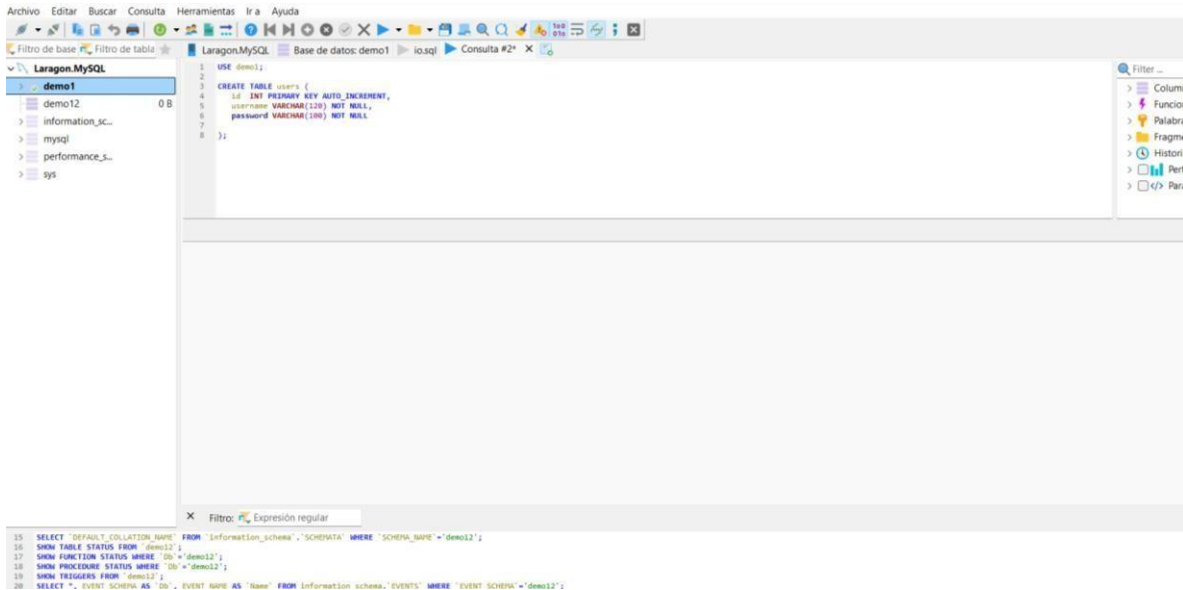 Archivo Editar Buscar Consulta Herramientas Ir a Ayuda
Filtro de base Filtro de tabla
Laragon.MySQL Base de datos: demo1 io.sql Consulta #2*
Laragon.MySQL
demo1
demo12 0 B
information_sc...
mysql
performance_s...
sys
1 USE demo1;
2
3 CREATE TABLE users (
4 id INT PRIMARY KEY AUTO_INCREMENT,
5 username VARCHAR(120) NOT NULL,
6 password VARCHAR(100) NOT NULL
7
8 );
Filter ...
Colum
Funcion
Palabra
Fragme
Histori
Perf
Pará
Filtro: Expresión regular
15 SELECT `DEFAULT_COLLATION_NAME` FROM `information_schema`.`SCHEMATA` WHERE `SCHEMA_NAME`='demo12';
16 SHOW TABLE STATUS FROM `demo12`;
17 SHOW FUNCTION STATUS WHERE `Db`='demo12';
18 SHOW PROCEDURE STATUS WHERE `Db`='demo12';
19 SHOW TRIGGERS FROM `demo12`;
20 SELECT *, EVENT_SCHEMA AS `Db`, EVENT_NAME AS `Name` FROM information_schema.`EVENTS` WHERE `EVENT_SCHEMA`='demo12';